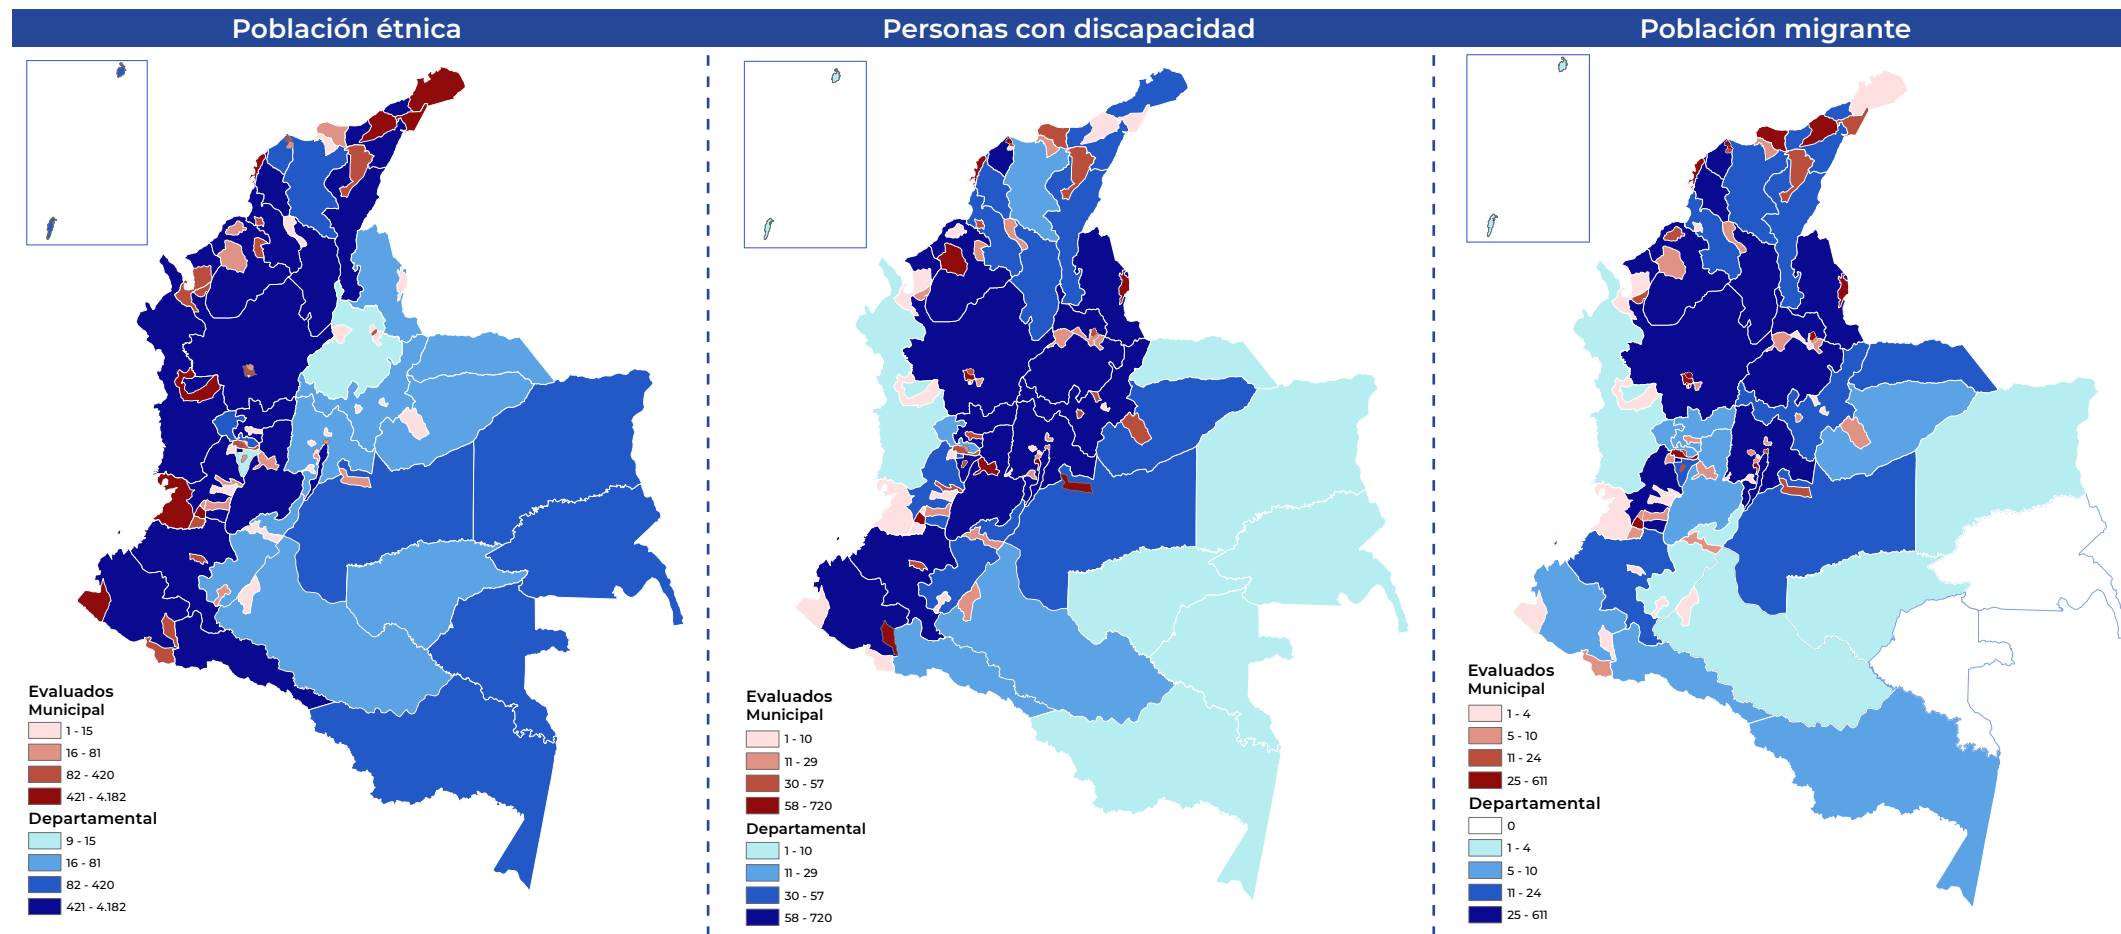 Población étnica
Personas con discapacidad
Población migrante
Evaluados
Municipal
1 - 15
16 - 81
82 - 420
421 - 4.182
Departamental
9 - 15
16 - 81
82 - 420
421 - 4.182
Evaluados
Municipal
1 - 10
11 - 29
30 - 57
58 - 720
Departamental
1 - 10
11 - 29
30 - 57
58 - 720
Evaluados
Municipal
1 - 4
5 - 10
11 - 24
25 - 611
Departamental
0
1 - 4
5 - 10
11 - 24
25 - 611